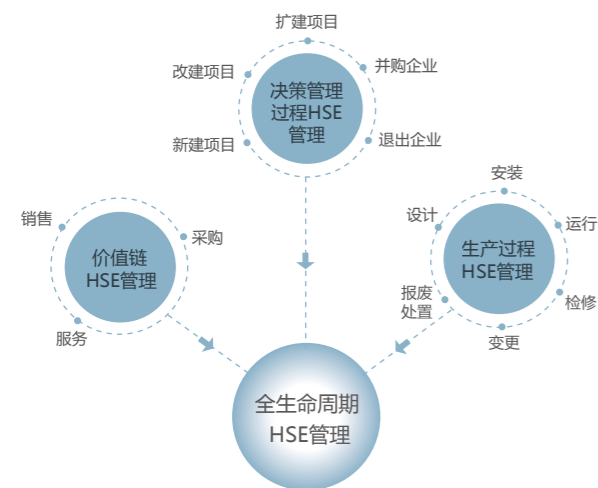 扩建项目
改建项目
并购企业
决策管理
过程HSE
管理
新建项目
退出企业
销售
采购
价值链
HSE管理
服务
安装
设计
运行
生产过程
HSE管理
报废
处置
检修
变更
全生命周期
HSE管理